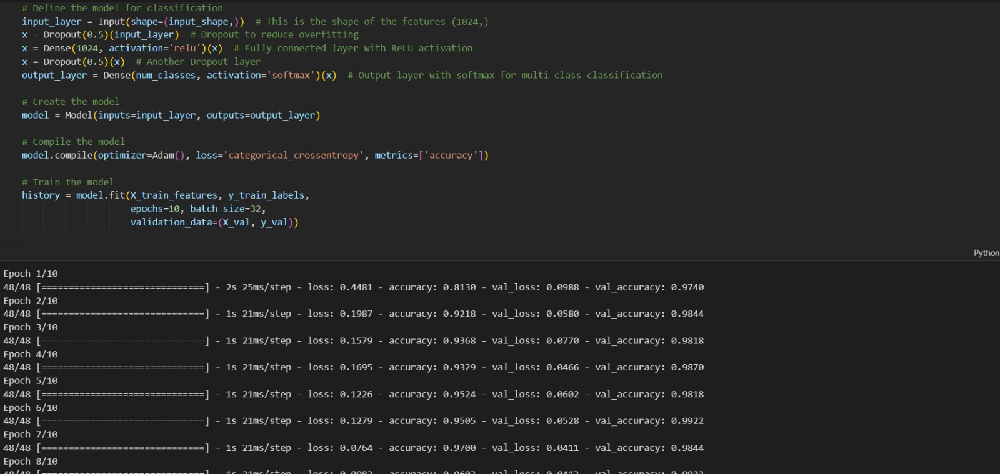 # Define the model for classification
input_layer = Input(shape=(input_shape,))  # This is the shape of the features (1024,)
x = Dropout(0.5)(input_layer)  # Dropout to reduce overfitting
x = Dense(1024, activation='relu')(x)  # Fully connected layer with ReLU activation
x = Dropout(0.5)(x)  # Another Dropout layer
output_layer = Dense(num_classes, activation='softmax')(x)  # Output layer with softmax for multi-class classification
# Create the model
model = Model(inputs=input_layer, outputs=output_layer)
# Compile the model
model.compile(optimizer=Adam(), loss='categorical_crossentropy', metrics=['accuracy'])
# Train the model
history = model.fit(X_train_features, y_train_labels,
epochs=10, batch_size=32,
validation_data=(X_val, y_val))
Python
Epoch 1/10
48/48 [==============================] - 2s 25ms/step - loss: 0.4481 - accuracy: 0.8130 - val_loss: 0.0988 - val_accuracy: 0.9740
Epoch 2/10
48/48 [==============================] - 1s 21ms/step - loss: 0.1987 - accuracy: 0.9218 - val_loss: 0.0580 - val_accuracy: 0.9844
Epoch 3/10
48/48 [==============================] - 1s 21ms/step - loss: 0.1579 - accuracy: 0.9368 - val_loss: 0.0770 - val_accuracy: 0.9818
Epoch 4/10
48/48 [==============================] - 1s 21ms/step - loss: 0.1695 - accuracy: 0.9329 - val_loss: 0.0466 - val_accuracy: 0.9870
Epoch 5/10
48/48 [==============================] - 1s 21ms/step - loss: 0.1226 - accuracy: 0.9524 - val_loss: 0.0602 - val_accuracy: 0.9818
Epoch 6/10
48/48 [==============================] - 1s 21ms/step - loss: 0.1279 - accuracy: 0.9505 - val_loss: 0.0528 - val_accuracy: 0.9922
Epoch 7/10
48/48 [==============================] - 1s 21ms/step - loss: 0.0764 - accuracy: 0.9700 - val_loss: 0.0411 - val_accuracy: 0.9844
Epoch 8/10
48/48 [==============================] - 1s 21ms/step - loss: - accuracy: - val_loss: - val_accuracy: